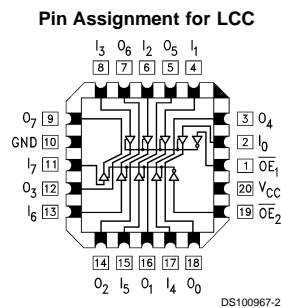 Pin Assignment for LCC
I3 O6 I2 O5 I1
8 7 6 5 4
O7 9
GND 10
I7 11
O3 12
I6 13
3 O4
2 I0
1 OE1
20 VCC
19 OE2
14 15 16 17 18
O2 I5 O1 I4 O0
DS100967-2